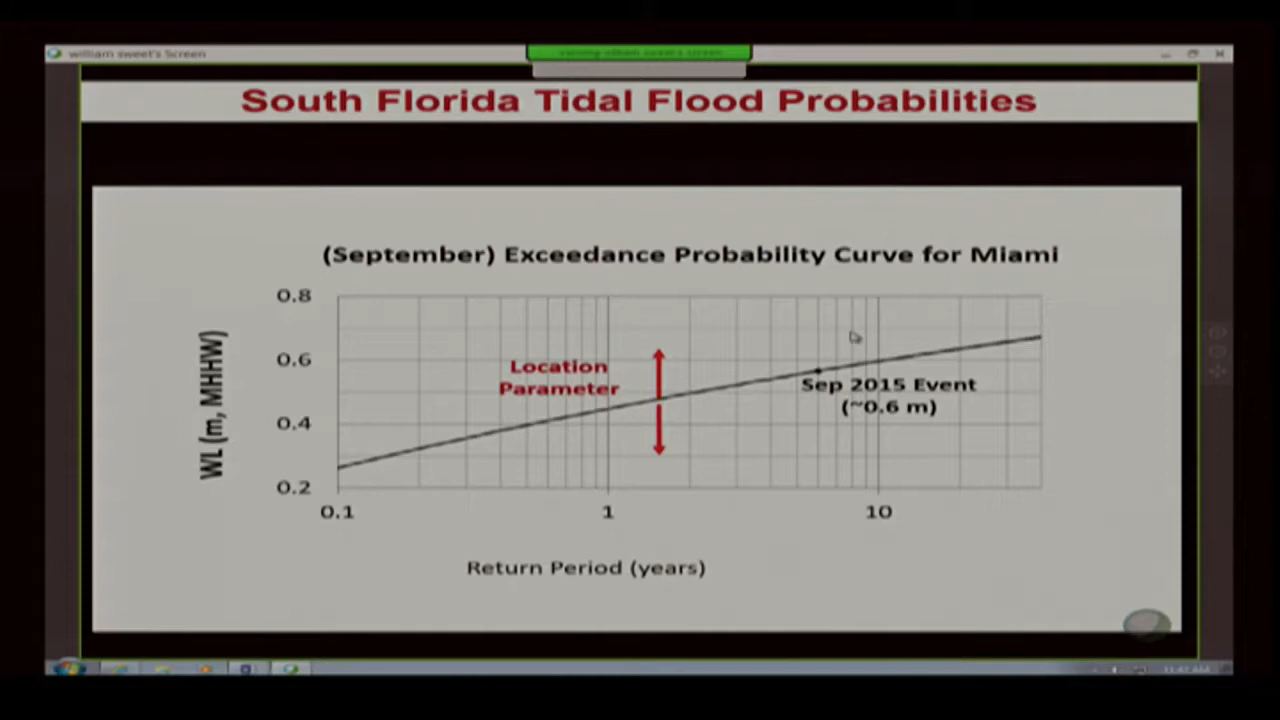 william sweet's Screen
South Florida Tidal Flood Probabilities
(September) Exceedance Probability Curve for Miami
WL (m, MHHW)
0.8
0.6
0.4
0.2
Location
Parameter
Sep 2015 Event
(~0.6 m)
0.1
1
10
Return Period (years)